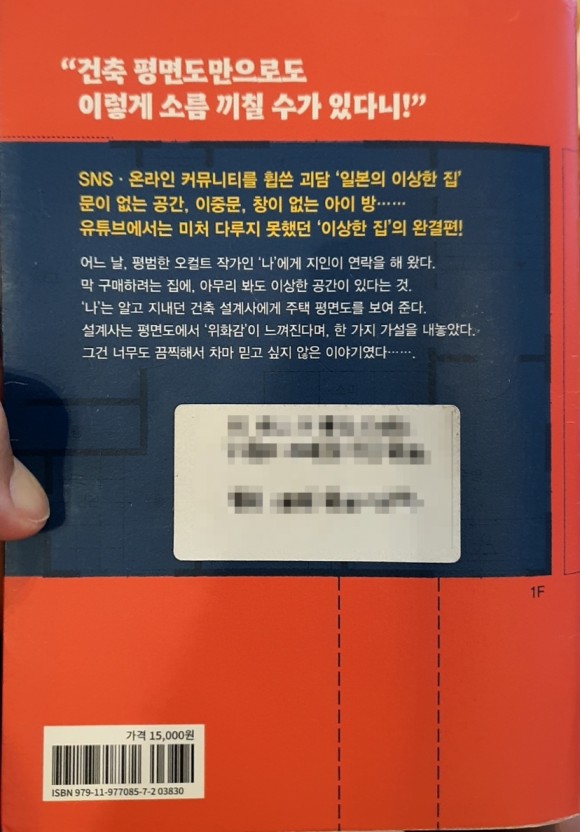 “건축 평면도만으로도
이렇게 소름 끼칠 수가 있다니!”
SNS · 온라인 커뮤니티를 휩쓴 괴담 ‘일본의 이상한 집’
문이 없는 공간, 이중문, 창이 없는 아이 방……
유튜브에서는 미처 다루지 못했던 ‘이상한 집’의 완결편!
어느 날, 평범한 오컬트 작가인 ‘나’에게 지인이 연락을 해 왔다.
막 구매하려는 집에, 아무리 봐도 이상한 공간이 있다는 것.
‘나’는 알고 지내던 건축 설계사에게 주택 평면도를 보여 준다.
설계사는 평면도에서 ‘위화감’이 느껴진다며, 한 가지 가설을 내놓았다.
그건 너무도 끔찍해서 차마 믿고 싶지 않은 이야기였다…….
1F
가격 15,000원
ISBN 979-11-977085-7-2 03830